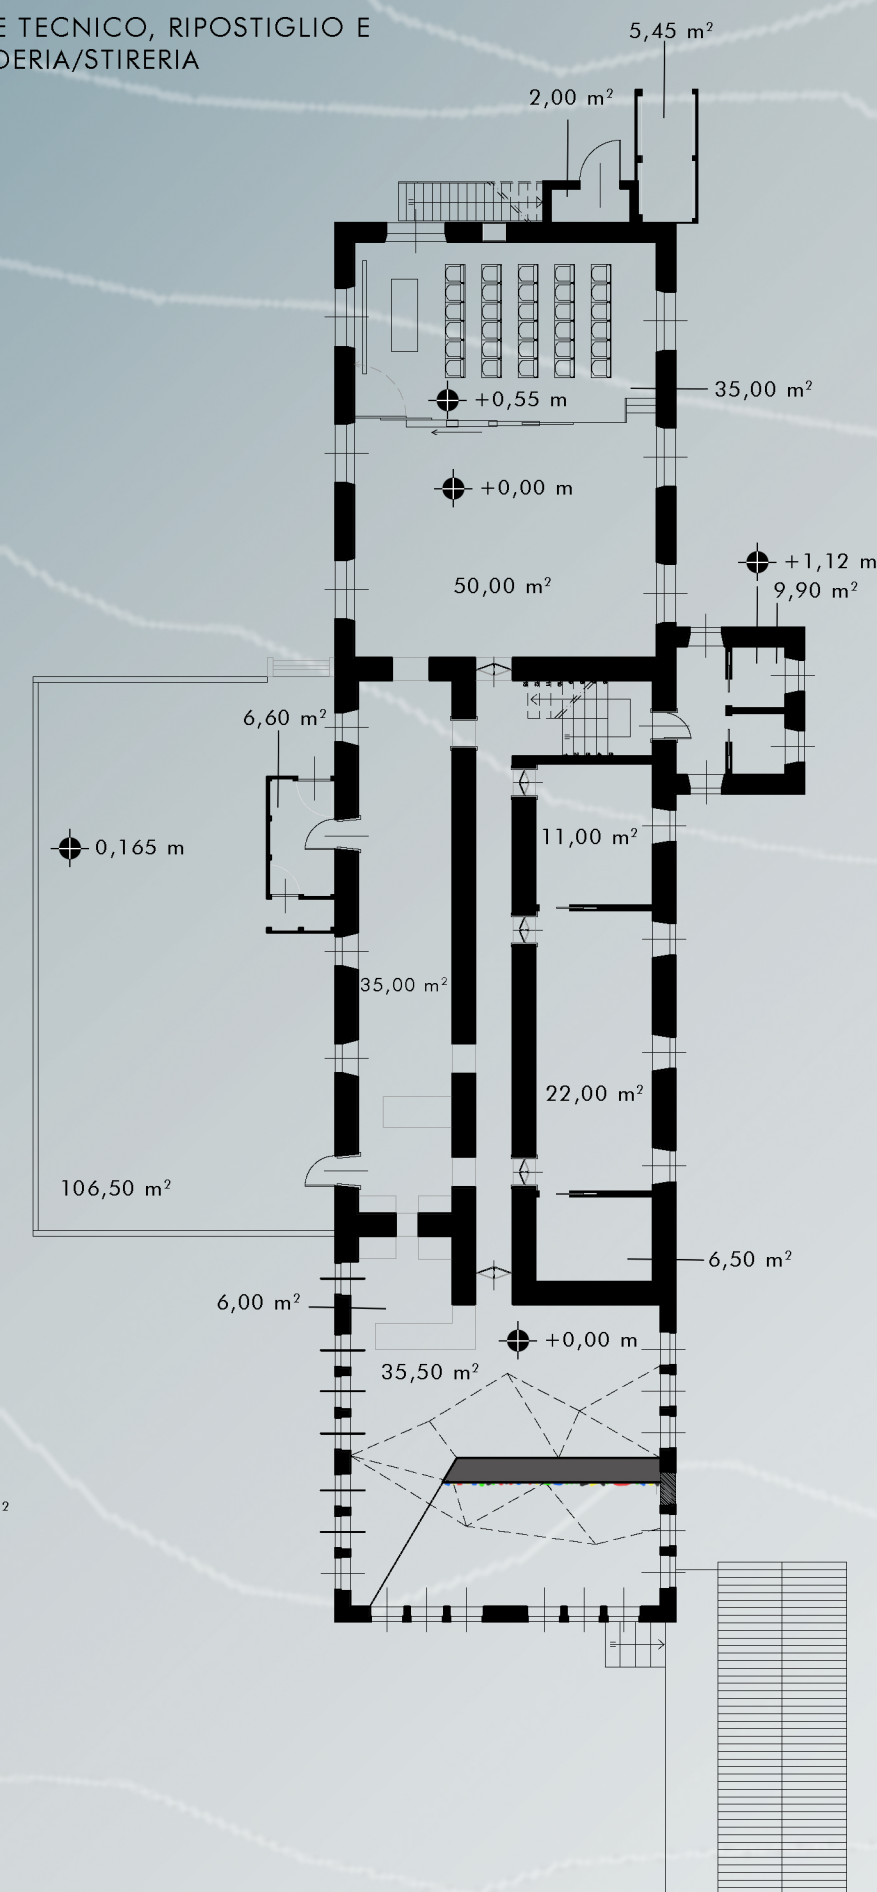 E TECNICO, RIPOSTIGLIO E
DERIA/STIRERIA
5,45 m²
2,00 m²
35,00 m²
+0,55 m
+0,00 m
50,00 m²
+1,12 m
9,90 m²
6,60 m²
0,165 m
11,00 m²
35,00 m²
22,00 m²
106,50 m²
6,50 m²
6,00 m²
+0,00 m
35,50 m²
2